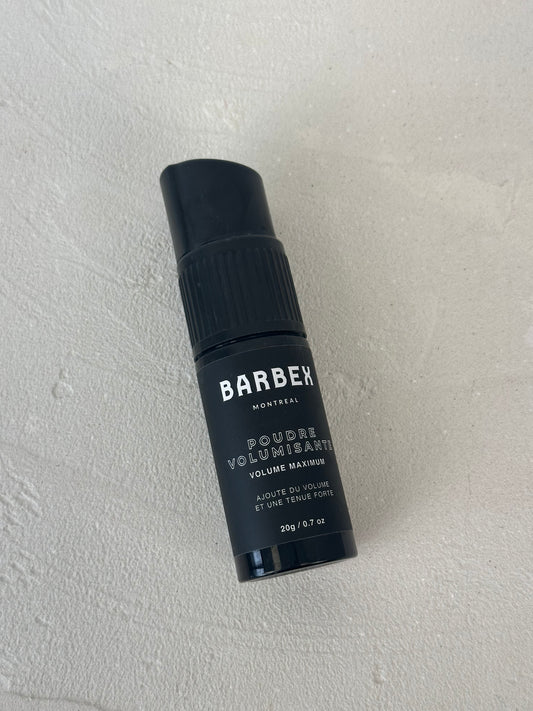 BARBEX
MONTREAL
POUDRE
VOLUMISANTE
VOLUME MAXIMUM
AJOUTE DU VOLUME
ET UNE TENUE FORTE
20g / 0.7 oz